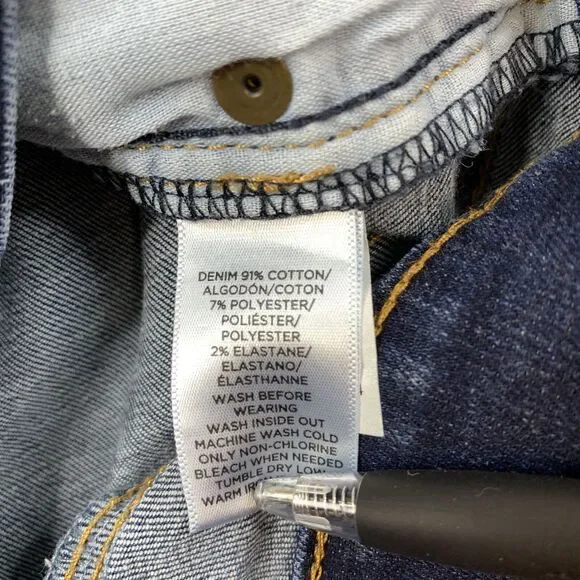 DENIM 91% COTTON/
ALGODÓN/COTON
7% POLYESTER/
POLIÉSTER/
POLYESTER
2% ELASTANE/
ELASTANO/
ÉLASTHANNE
WASH BEFORE
WEARING
WASH INSIDE OUT
MACHINE WASH COLD
ONLY NON-CHLORINE
BLEACH WHEN NEEDED
TUMBLE DRY LOW
WARM